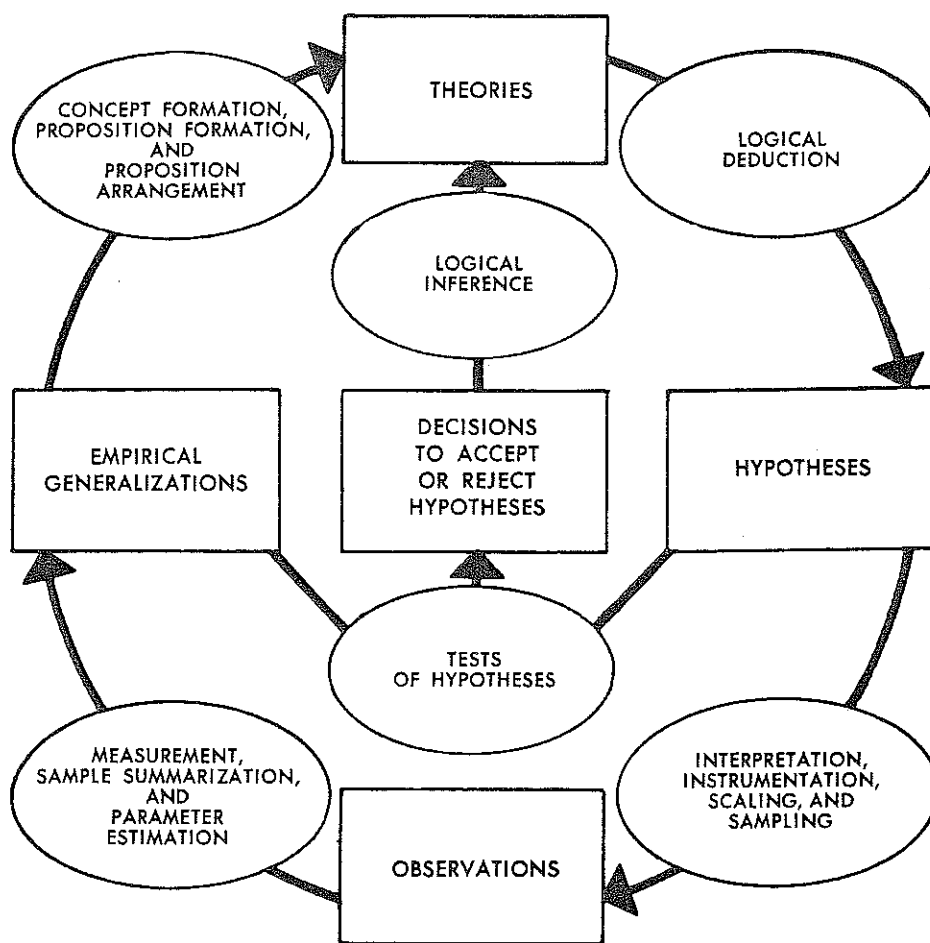 THEORIES
CONCEPT FORMATION,
PROPOSITION FORMATION,
AND
PROPOSITION
ARRANGEMENT
LOGICAL
DEDUCTION
LOGICAL
INFERENCE
EMPIRICAL
GENERALIZATIONS
DECISIONS
TO ACCEPT
OR REJECT
HYPOTHESES
HYPOTHESES
TESTS
OF HYPOTHESES
MEASUREMENT,
SAMPLE SUMMARIZATION,
AND
PARAMETER
ESTIMATION
INTERPRETATION,
INSTRUMENTATION,
SCALING, AND
SAMPLING
OBSERVATIONS